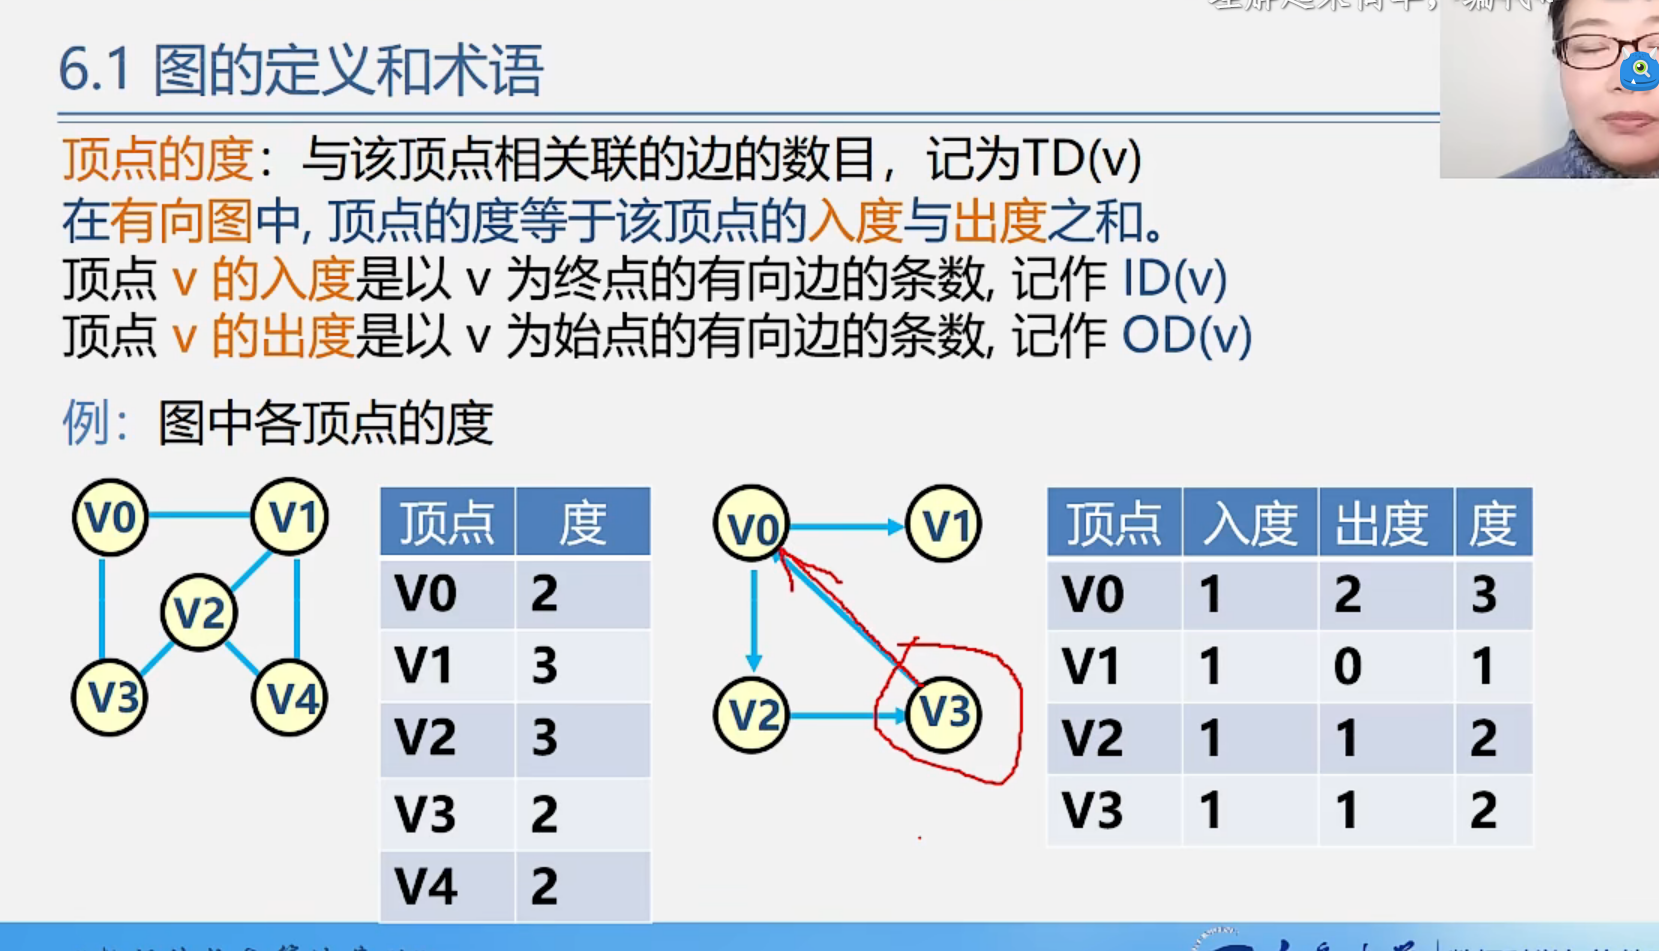 6.1 图的定义和术语
顶点的度：与该顶点相关联的边的数目，记为TD(v)
在有向图中, 顶点的度等于该顶点的入度与出度之和。
顶点 v 的入度是以 v 为终点的有向边的条数, 记作 ID(v)
顶点 v 的出度是以 v 为始点的有向边的条数, 记作 OD(v)
例：图中各顶点的度
V0 V1
V2
V3 V4
顶点 度
V0 2
V1 3
V2 3
V3 2
V4 2
V0 V1
V2 V3
顶点 入度 出度 度
V0 1 2 3
V1 1 0 1
V2 1 1 2
V3 1 1 2